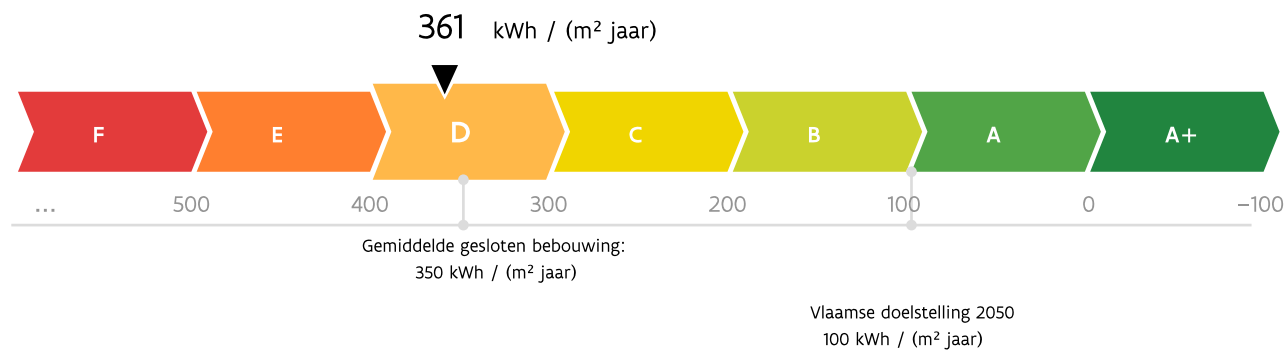 361 kWh / (m² jaar)
F E D C B A A+
... 500 400 300 200 100 0 −100
Gemiddelde gesloten bebouwing:
350 kWh / (m² jaar)
Vlaamse doelstelling 2050
100 kWh / (m² jaar)